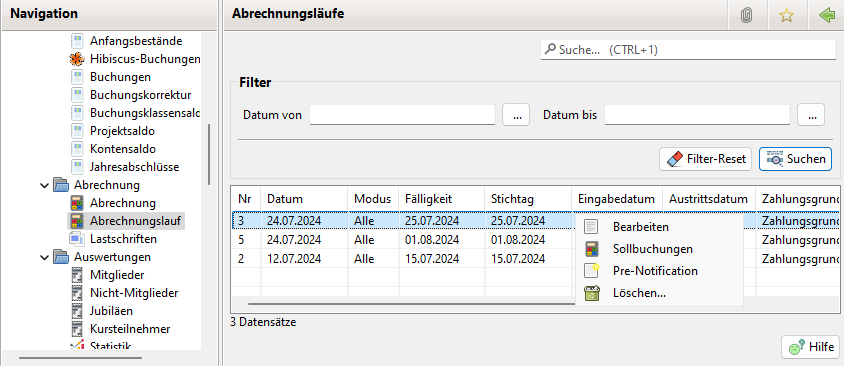 Navigation
Anfangsbestände
Hibiscus-Buchungen
Buchungen
Buchungskorrektur
Buchungsklassensald
Projektsaldo
Kontensaldo
Jahresabschlüsse
Abrechnung
Abrechnung
Abrechnungslauf
Lastschriften
Auswertungen
Mitglieder
Nicht-Mitglieder
Jubiläen
Kursteilnehmer
Statistik
Abrechnungsläufe
Suche... (CTRL+1)
Filter
Datum von ... Datum bis ...
Filter-Reset Suchen
Nr Datum Modus Fälligkeit Stichtag Eingabedatum Austrittsdatum Zahlungsgrund
3 24.07.2024 Alle 25.07.2024 25.07.2024 Zahlungsgrund
5 24.07.2024 Alle 01.08.2024 01.08.2024 Zahlungsgrund
2 12.07.2024 Alle 15.07.2024 15.07.2024 Zahlungsgrund
Bearbeiten
Sollbuchungen
Pre-Notification
Löschen...
3 Datensätze
Hilfe